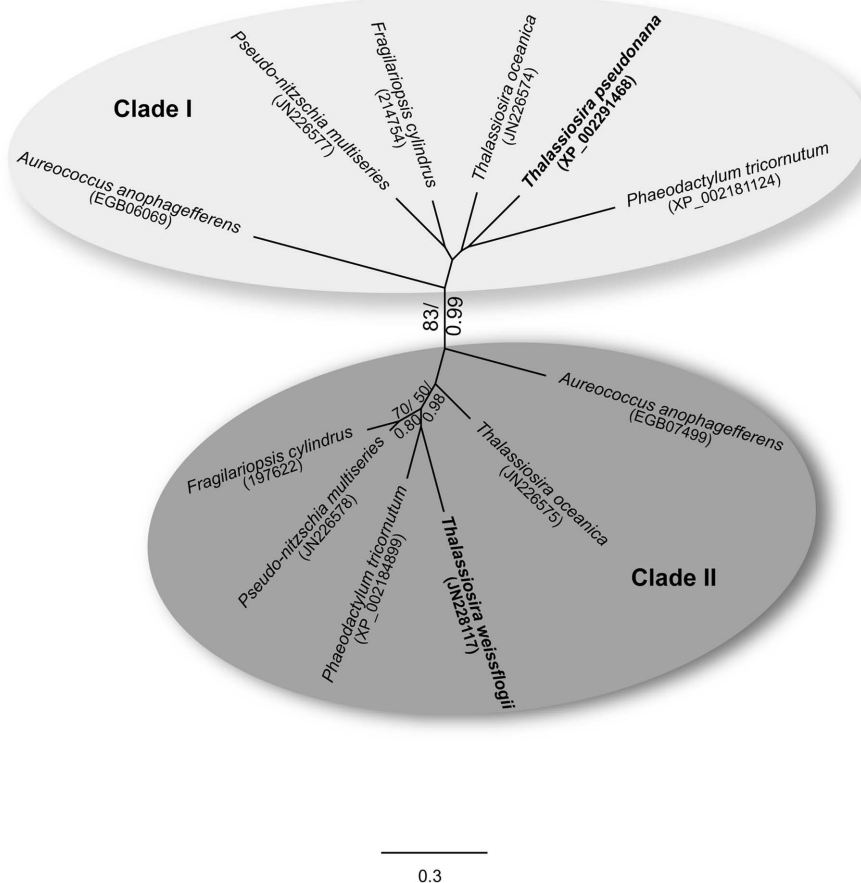 Clade I
Aureococcus anophagefferens
(EGB06069)
Pseudo-nitzschia multiseries
(JN226577)
Fragilariopsis cylindrus
(214754)
Thalassiosira oceanica
(JN226574)
Thalassiosira pseudonana
(XP_002291468)
Phaeodactylum tricornutum
(XP_002181124)
83/
0.99
Aureococcus anophagefferens
(EGB07499)
70/ 50/
0.80 0.98
Fragilariopsis cylindrus
(197622)
Pseudo-nitzschia multiseries
(JN226578)
Phaeodactylum tricornutum
(XP_002184899)
Thalassiosira weissflogii
(JN228117)
Thalassiosira oceanica
(JN226575)
Clade II
0.3